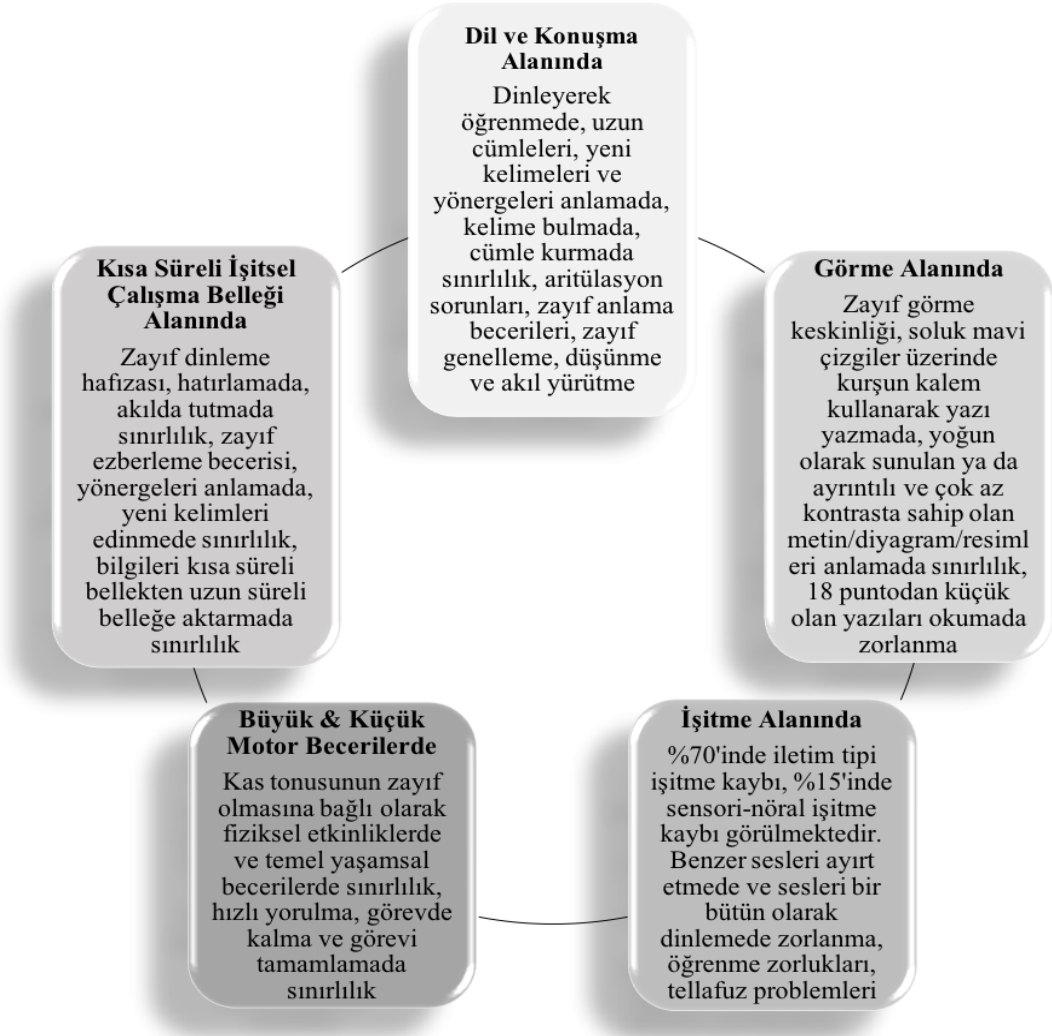 Dil ve Konuşma
Alanında
Dinleyerek
öğrenmede, uzun
cümleleri, yeni
kelimeleri ve
yönergeleri anlamada,
kelime bulmada,
cümle kurmada
sınırlılık, aritülasyon
sorunları, zayıf anlama
becerileri, zayıf
genelleme, düşünme
ve akıl yürütme
Görme Alanında
Zayıf görme
keskinliği, soluk mavi
çizgiler üzerinde
kurşun kalem
kullanarak yazı
yazmada, yoğun
olarak sunulan ya da
ayrıntılı ve çok az
kontrasta sahip olan
metin/diyagram/resiml
eri anlamada sınırlılık,
18 puntodan küçük
olan yazıları okumada
zorlanma
İşitme Alanında
%70'inde iletim tipi
işitme kaybı, %15'inde
sensori-nöral işitme
kaybı görülmektedir.
Benzer sesleri ayırt
etmede ve sesleri bir
bütün olarak
dinlemede zorlanma,
öğrenme zorlukları,
tellafuz problemleri
Büyük & Küçük
Motor Becerilerde
Kas tonusunun zayıf
olmasına bağlı olarak
fiziksel etkinliklerde
ve temel yaşamsal
becerilerde sınırlılık,
hızlı yorulma, görevde
kalma ve görevi
tamamlamada
sınırlılık
Kısa Süreli İşitsel
Çalışma Belleği
Alanında
Zayıf dinleme
hafızası, hatırlamada,
akılda tutmada
sınırlılık, zayıf
ezberleme becerisi,
yönergeleri anlamada,
yeni kelimleri
edinmede sınırlılık,
bilgileri kısa süreli
bellekten uzun süreli
belleğe aktarmada
sınırlılık